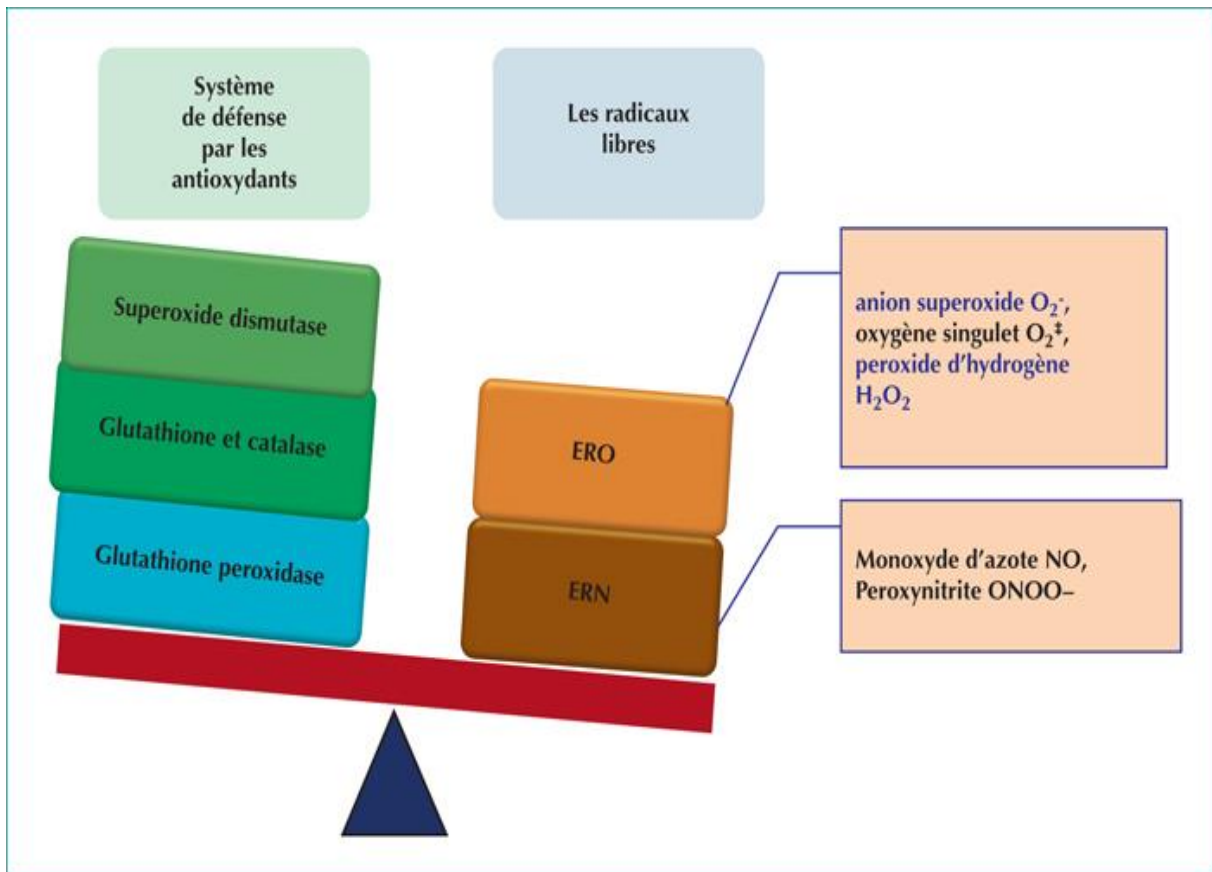 Système
de défense
par les
antioxydants
Les radicaux
libres
Superoxide dismutase
Glutathione et catalase
Glutathione peroxidase
ERO
ERN
anion superoxide O₂⁻,
oxygène singulet O₂‡,
peroxide d’hydrogène
H₂O₂
Monoxyde d’azote NO,
Peroxynitrite ONOO–